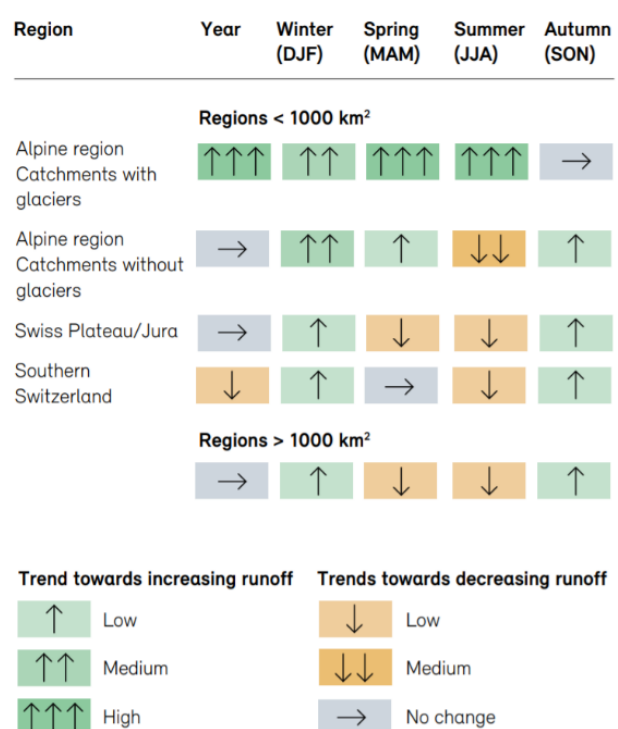 Region Year Winter (DJF) Spring (MAM) Summer (JJA) Autumn (SON)
Regions < 1000 km²
Alpine region
Catchments with
glaciers
↑↑↑ ↑↑ ↑↑↑ ↑↑↑ →
Alpine region
Catchments without
glaciers
→ ↑↑ ↑ ↓↓ ↑
Swiss Plateau/Jura → ↑ ↓ ↓ ↑
Southern
Switzerland
↓ ↑ → ↓ ↑
Regions > 1000 km²
→ ↑ ↓ ↓ ↑
Trend towards increasing runoff
↑ Low
↑↑ Medium
↑↑↑ High
Trends towards decreasing runoff
↓ Low
↓↓ Medium
→ No change